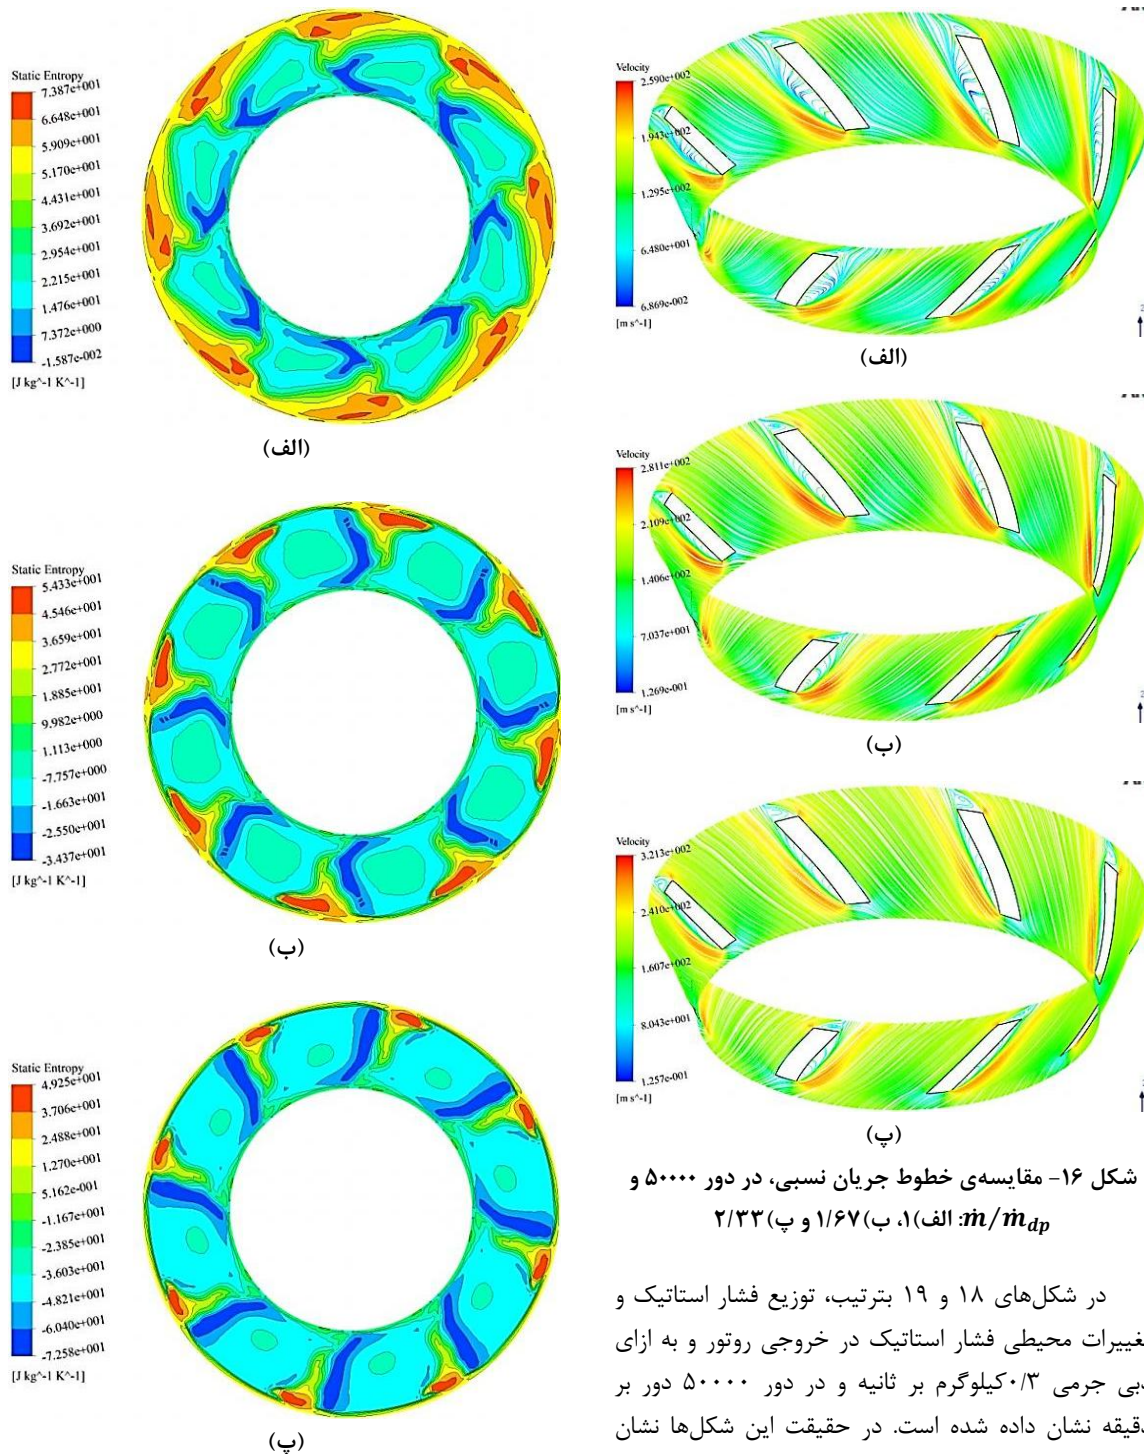 Velocity
2.590e+002
1.943e+002
1.295e+002
6.480e+001
6.869e-002
[m s^-1]
(الف)
Velocity
2.811e+002
2.109e+002
1.406e+002
7.037e+001
1.269e-001
[m s^-1]
(ب)
Velocity
3.213e+002
2.410e+002
1.607e+002
8.043e+001
1.257e-001
[m s^-1]
(پ)
شکل ۱۶- مقایسه‌ی خطوط جریان نسبی، در دور ۵۰۰۰۰ و
ṁ/ṁdp: الف)۱، ب)۱/۶۷ و پ)۲/۳۳
در شکل‌های ۱۸ و ۱۹ بترتیب، توزیع فشار استاتیک و
محیطی فشار استاتیک در خروجی روتور و به ازای
جرمی ۰/۳کیلوگرم بر ثانیه و در دور ۵۰۰۰۰ دور بر
نشان داده شده است. در حقیقت این شکل‌ها نشان
Static Entropy
7.387e+001
6.648e+001
5.909e+001
5.170e+001
4.431e+001
3.692e+001
2.954e+001
2.215e+001
1.476e+001
7.372e+000
-1.587e-002
[J kg^-1 K^-1]
(الف)
Static Entropy
5.433e+001
4.546e+001
3.659e+001
2.772e+001
1.885e+001
9.982e+000
1.113e+000
-7.757e+000
-1.663e+001
-2.550e+001
-3.437e+001
[J kg^-1 K^-1]
(ب)
Static Entropy
4.925e+001
3.706e+001
2.488e+001
1.270e+001
5.162e-001
-1.167e+001
-2.385e+001
-3.603e+001
-4.821e+001
-6.040e+001
-7.258e+001
[J kg^-1 K^-1]
(پ)